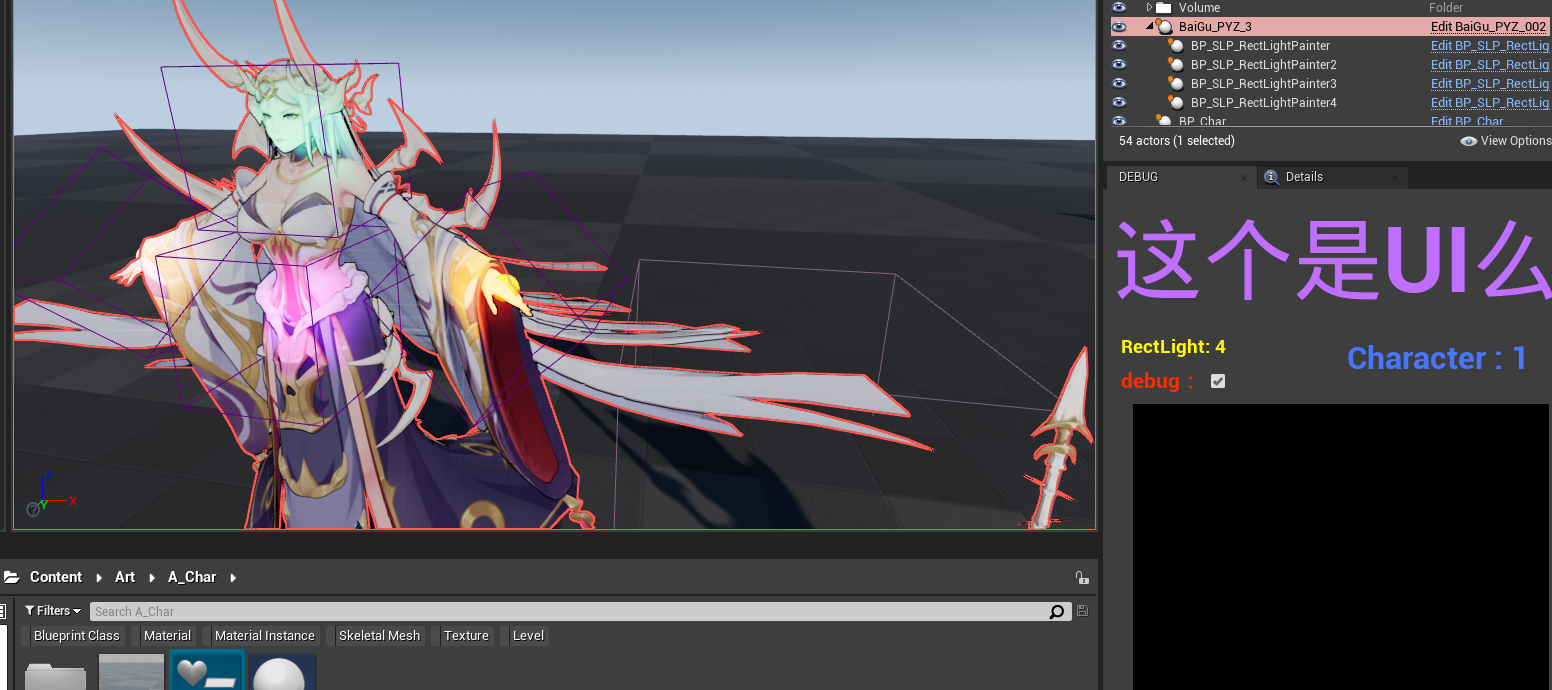 Volume Folder
BaiGu_PYZ_3 Edit BaiGu_PYZ_002
BP_SLP_RectLightPainter Edit BP_SLP_RectLig
BP_SLP_RectLightPainter2 Edit BP_SLP_RectLig
BP_SLP_RectLightPainter3 Edit BP_SLP_RectLig
BP_SLP_RectLightPainter4 Edit BP_SLP_RectLig
BP_Char Edit BP_Char
54 actors (1 selected) View Options
DEBUG Details
这个是UI么
RectLight: 4
Character : 1
debug :
Z
X
Y
?
Content Art A_Char
Filters Search A_Char
Blueprint Class Material Material Instance Skeletal Mesh Texture Level